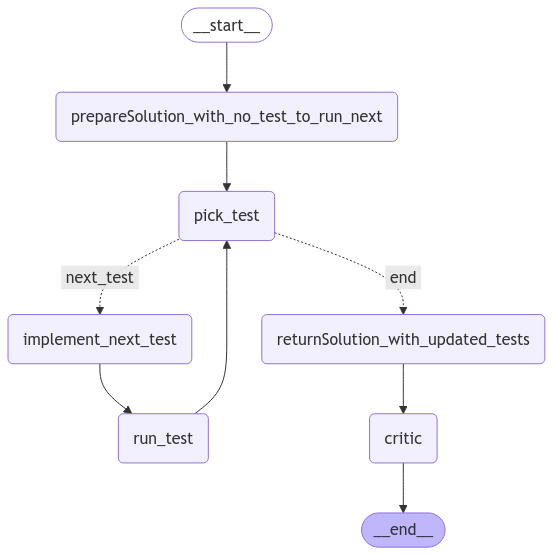 __start__
prepareSolution_with_no_test_to_run_next
pick_test
next_test
end
implement_next_test
returnSolution_with_updated_tests
run_test
critic
__end__